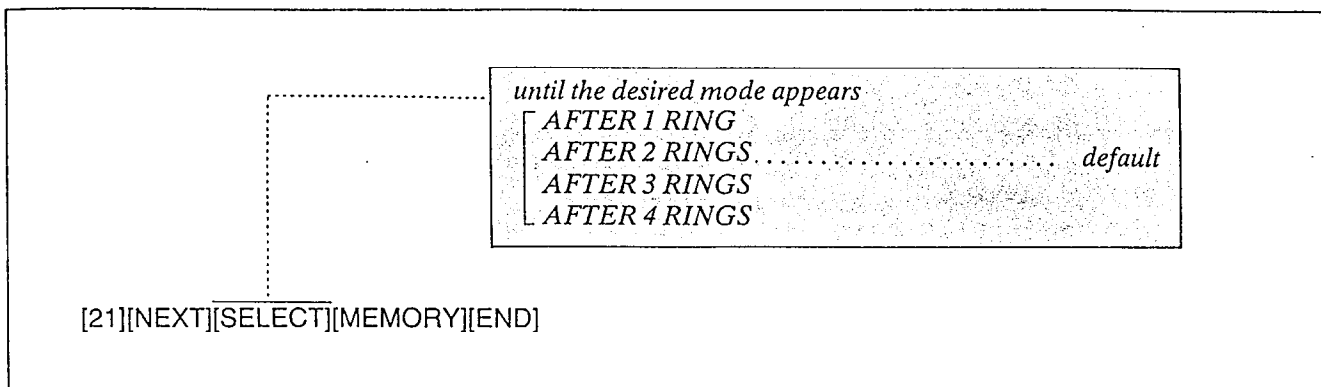 until the desired mode appears
AFTER 1 RING
AFTER 2 RINGS........................ default
AFTER 3 RINGS
AFTER 4 RINGS
[21][NEXT][SELECT][MEMORY][END]